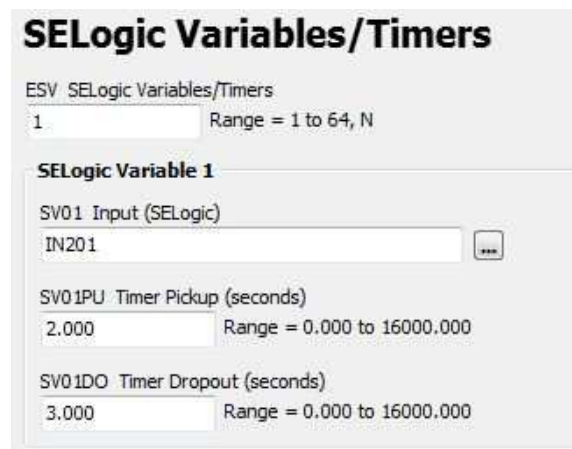 SELogic Variables/Timers
ESV SELogic Variables/Timers
1 Range = 1 to 64, N
SELogic Variable 1
SV01 Input (SELogic)
IN201 ...
SV01PU Timer Pickup (seconds)
2.000 Range = 0.000 to 16000.000
SV01DO Timer Dropout (seconds)
3.000 Range = 0.000 to 16000.000